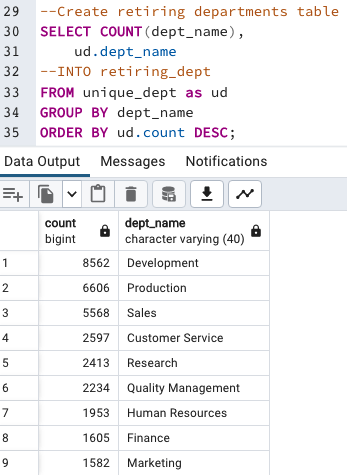 29 --Create retiring departments table
30 SELECT COUNT(dept_name),
31 ud.dept_name
32 --INTO retiring_dept
33 FROM unique_dept as ud
34 GROUP BY dept_name
35 ORDER BY ud.count DESC;
Data Output Messages Notifications
count dept_name
bigint character varying (40)
1 8562 Development
2 6606 Production
3 5568 Sales
4 2597 Customer Service
5 2413 Research
6 2234 Quality Management
7 1953 Human Resources
8 1605 Finance
9 1582 Marketing